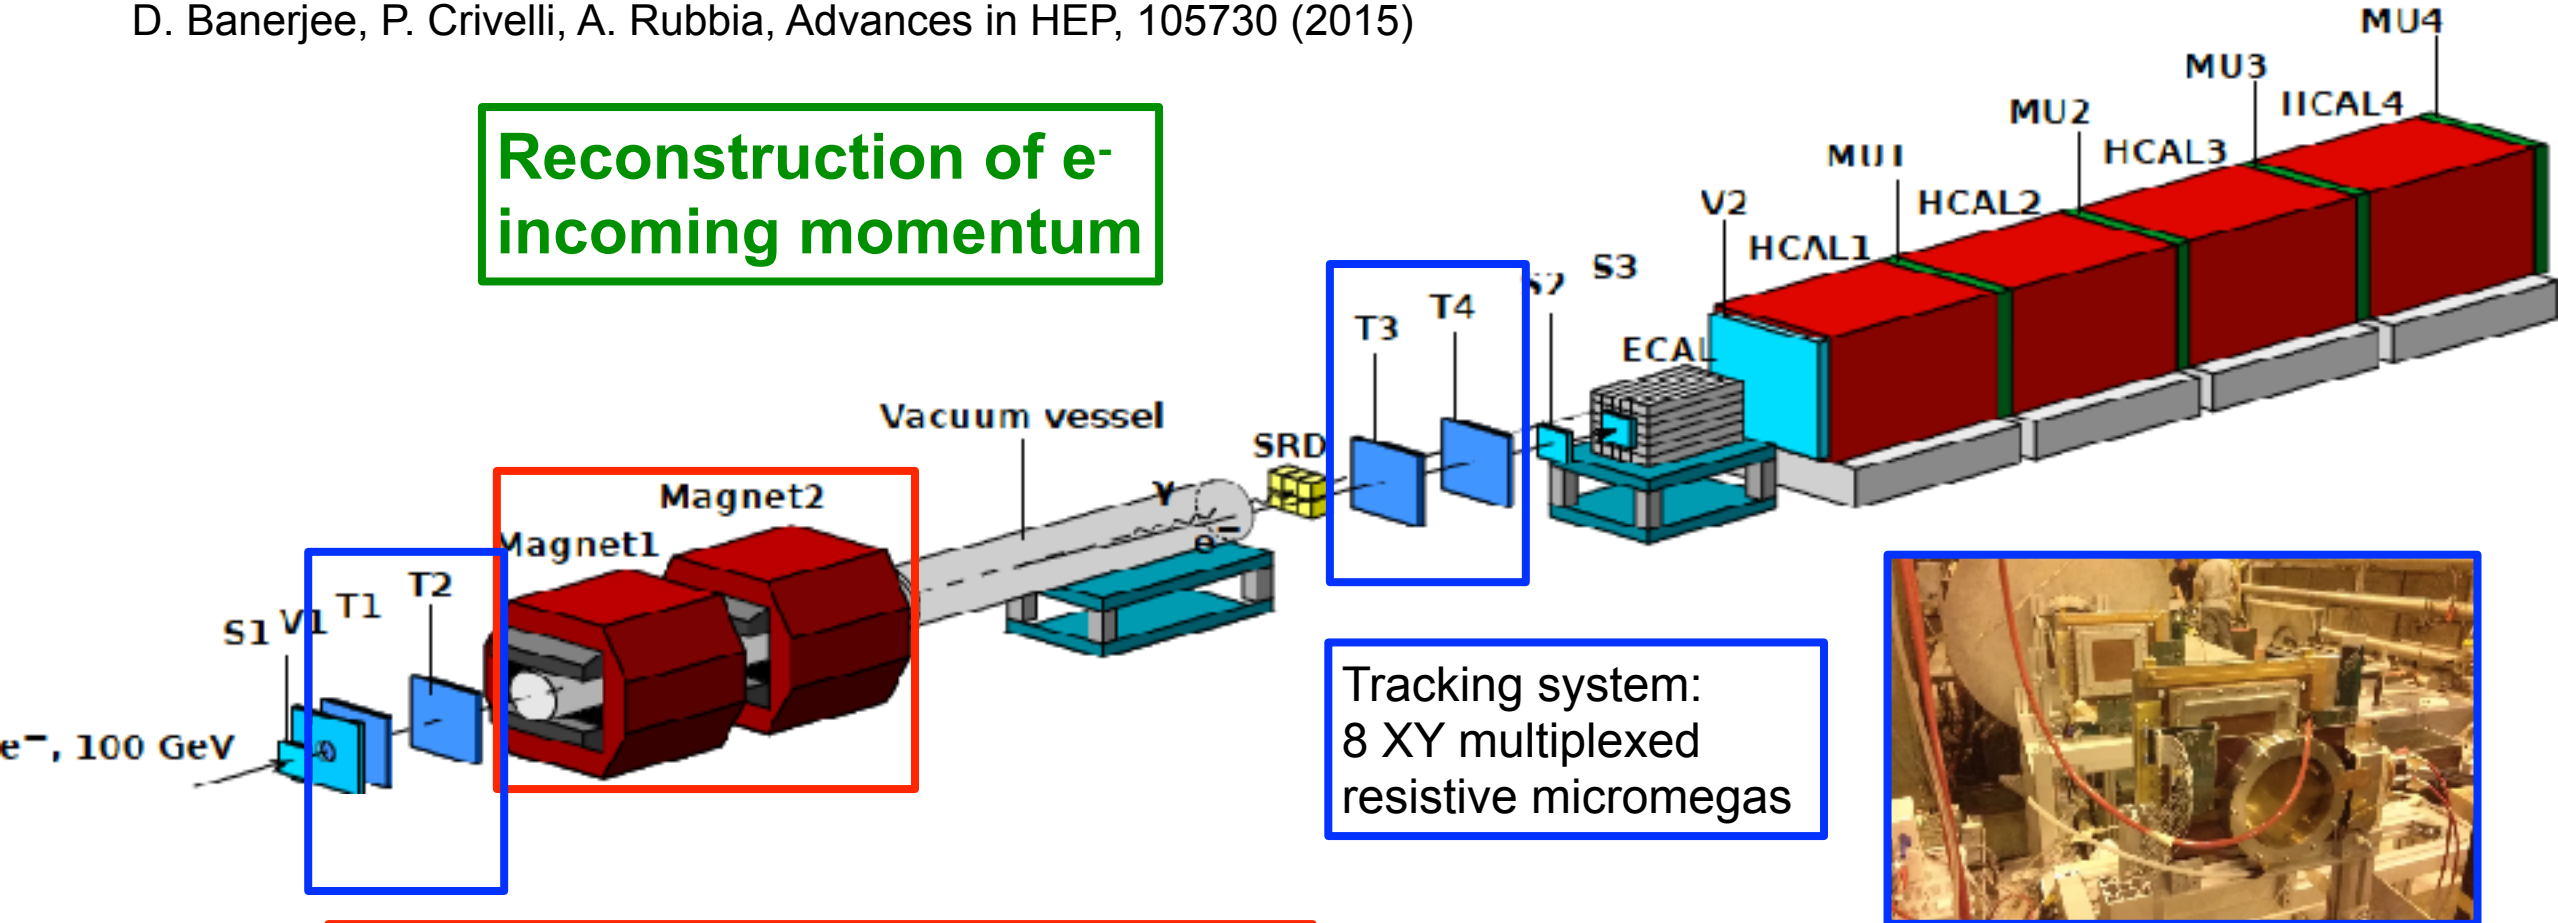 D. Banerjee, P. Crivelli, A. Rubbia, Advances in HEP, 105730 (2015)
MU4
MU3
HCAL4
MU2
HCAL3
MU1
HCAL2
V2
HCAL1
Reconstruction of e-
incoming momentum
S3
S2
T4
T3
ECAL
Vacuum vessel
SRD
γ
e−
Magnet2
Magnet1
T2
T1
V1
S1
e−, 100 GeV
Tracking system:
8 XY multiplexed
resistive micromegas